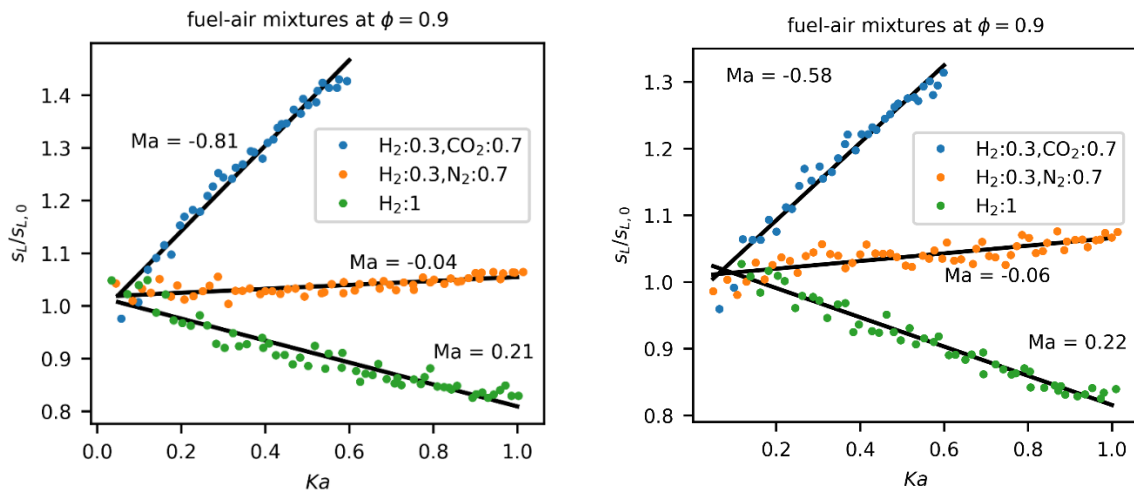 fuel-air mixtures at ϕ = 0.9
1.4
1.3
1.2
1.1
1.0
0.9
0.8
s_L/s_{L,0}
Ma = -0.81
H₂:0.3,CO₂:0.7
H₂:0.3,N₂:0.7
H₂:1
Ma = -0.04
Ma = 0.21
0.0 0.2 0.4 0.6 0.8 1.0
Ka
fuel-air mixtures at ϕ = 0.9
1.3
1.2
1.1
1.0
0.9
0.8
s_L/s_{L,0}
Ma = -0.58
H₂:0.3,CO₂:0.7
H₂:0.3,N₂:0.7
H₂:1
Ma = -0.06
Ma = 0.22
0.2 0.4 0.6 0.8 1.0
Ka